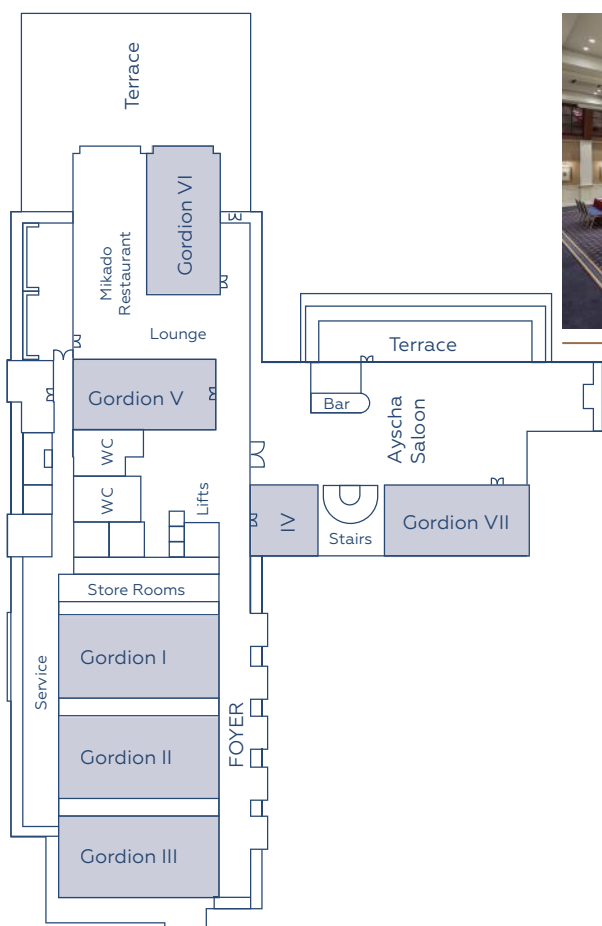 Terrace
Gordion VI
Mikado
Restaurant
Lounge
Terrace
Gordion V
Bar
Ayscha
Saloon
WC
WC
Lifts
IV
Stairs
Gordion VII
Store Rooms
Gordion I
Service
FOYER
Gordion II
Gordion III